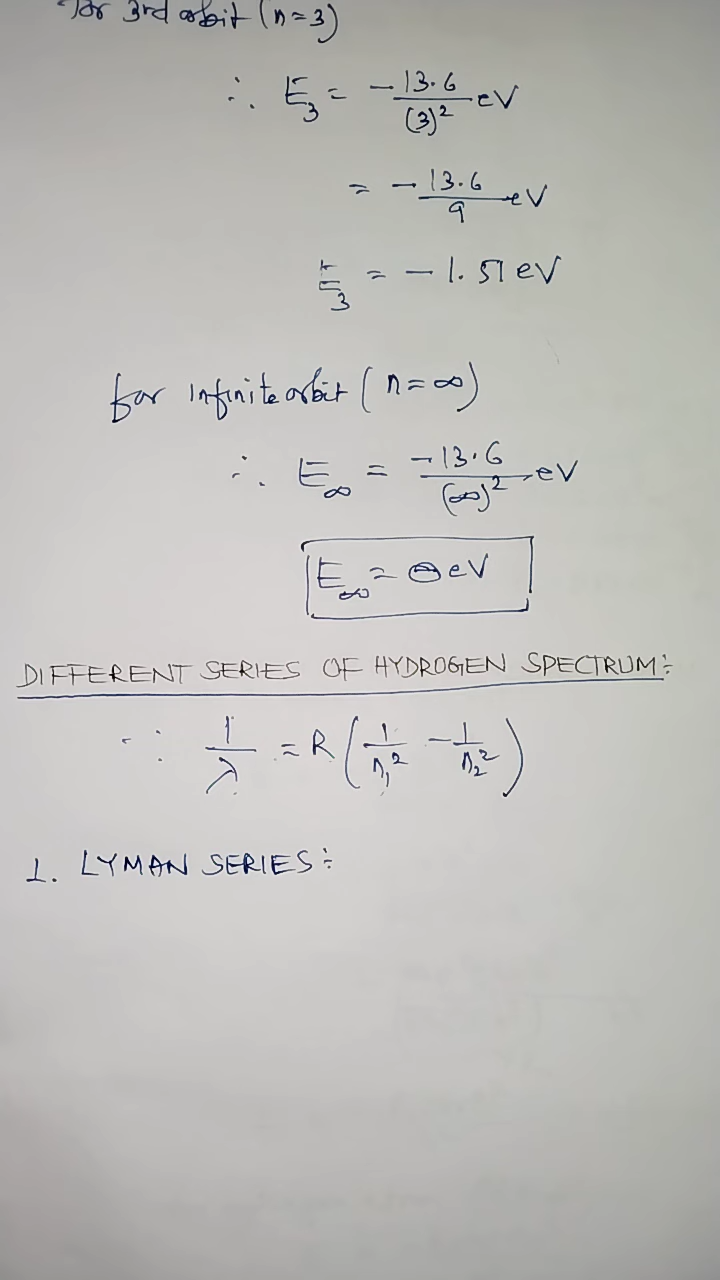 for 3rd orbit (n=3)
∴ E₃ = -13.6/(3)² eV
= -13.6/9 eV
E₃ = -1.51 eV
for infinite orbit (n=∞)
∴ E∞ = -13.6/(∞)² eV
E∞ = 0 eV
DIFFERENT SERIES OF HYDROGEN SPECTRUM:-
∵ 1/λ = R(1/n₁² - 1/n₂²)
1. LYMAN SERIES:-